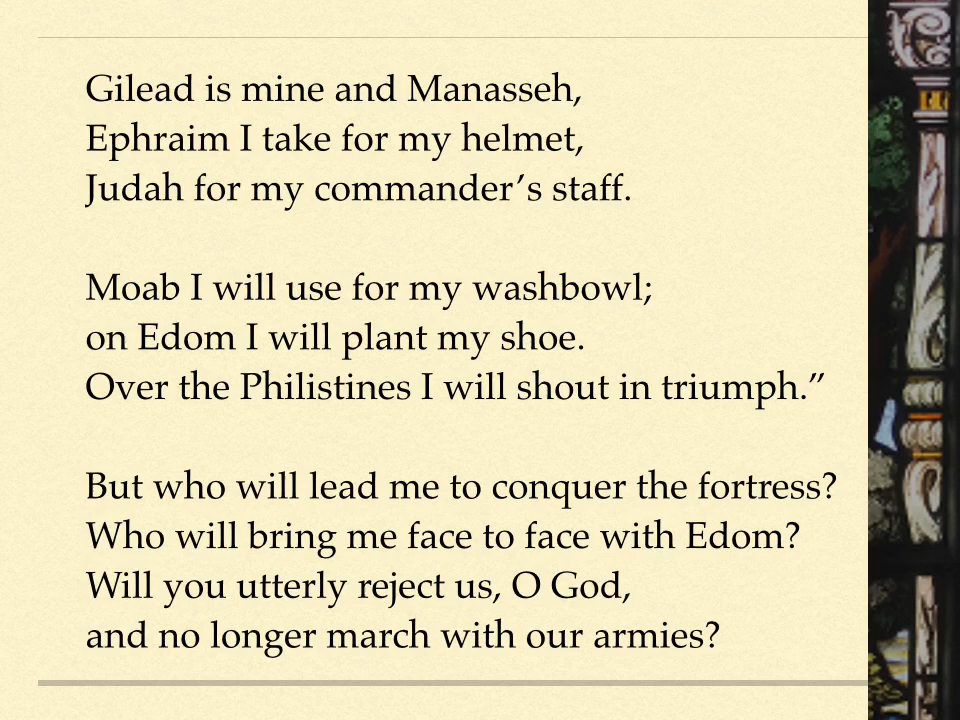 Gilead is mine and Manasseh,
Ephraim I take for my helmet,
Judah for my commander’s staff.
Moab I will use for my washbowl;
on Edom I will plant my shoe.
Over the Philistines I will shout in triumph.”
But who will lead me to conquer the fortress?
Who will bring me face to face with Edom?
Will you utterly reject us, O God,
and no longer march with our armies?